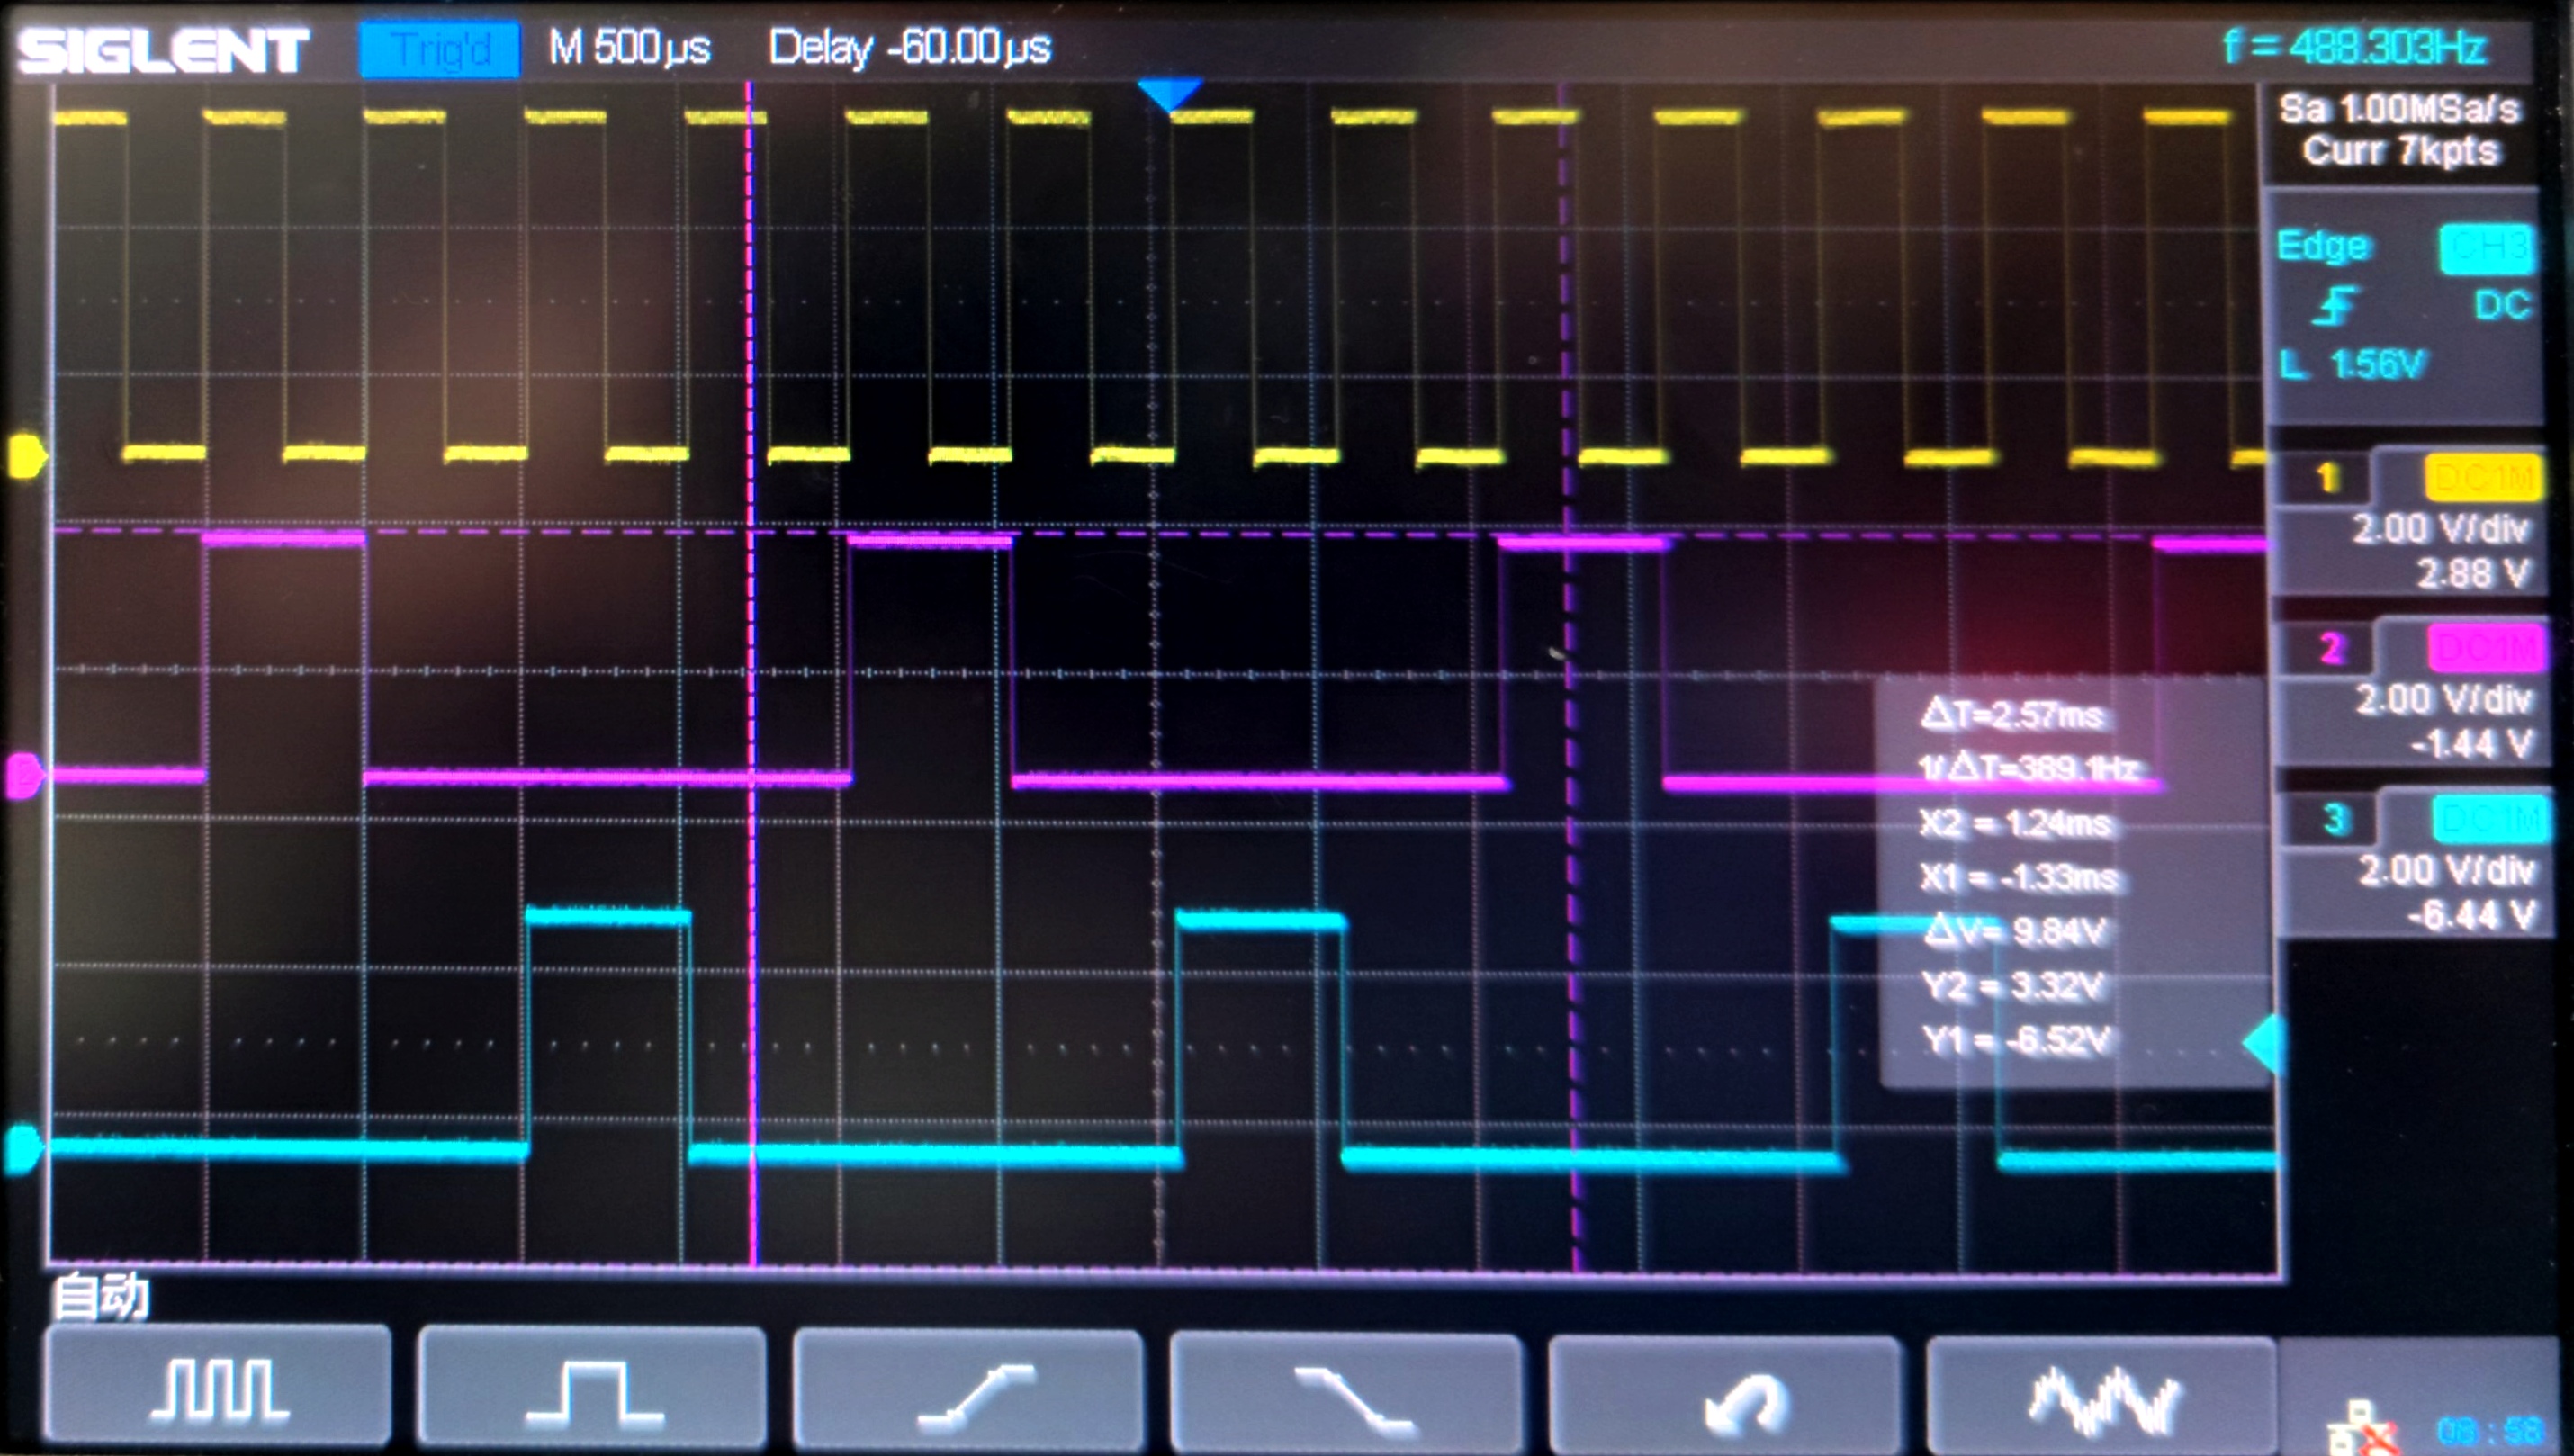 SIGLENT Trig'd M 500µs Delay -60.00µs f = 488.303Hz
Sa 1.00MSa/s
Curr 7kpts
Edge CH3
DC
L 1.56V
1 DC1M
2.00 V/div
2.88 V
2 DC1M
2.00 V/div
-1.44 V
3 DC1M
2.00 V/div
-6.44 V
△T=2.57ms
1/△T=389.1Hz
X2 = 1.24ms
X1 = -1.33ms
△V= 9.84V
Y2 = 3.32V
Y1 = -6.52V
自动
08:58